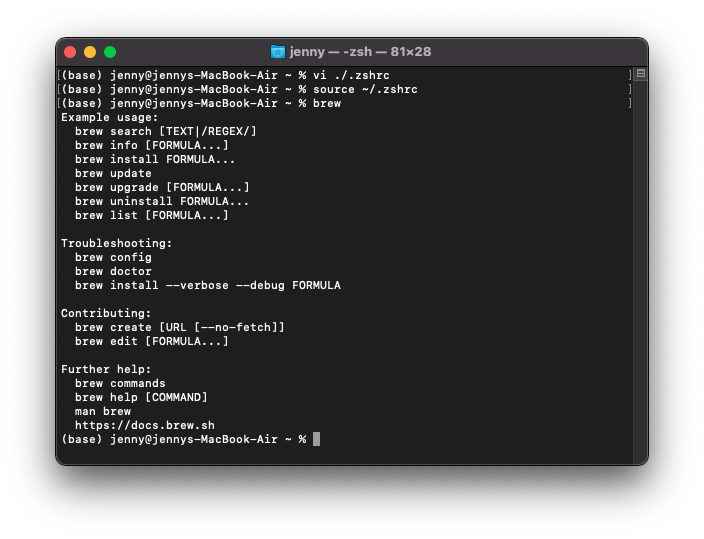 jenny — -zsh — 81×28
[(base) jenny@jennys-MacBook-Air ~ % vi ./.zshrc ]
[(base) jenny@jennys-MacBook-Air ~ % source ~/.zshrc ]
[(base) jenny@jennys-MacBook-Air ~ % brew ]
Example usage:
  brew search [TEXT|/REGEX/]
  brew info [FORMULA...]
  brew install FORMULA...
  brew update
  brew upgrade [FORMULA...]
  brew uninstall FORMULA...
  brew list [FORMULA...]

Troubleshooting:
  brew config
  brew doctor
  brew install --verbose --debug FORMULA

Contributing:
  brew create [URL [--no-fetch]]
  brew edit [FORMULA...]

Further help:
  brew commands
  brew help [COMMAND]
  man brew
  https://docs.brew.sh
(base) jenny@jennys-MacBook-Air ~ %